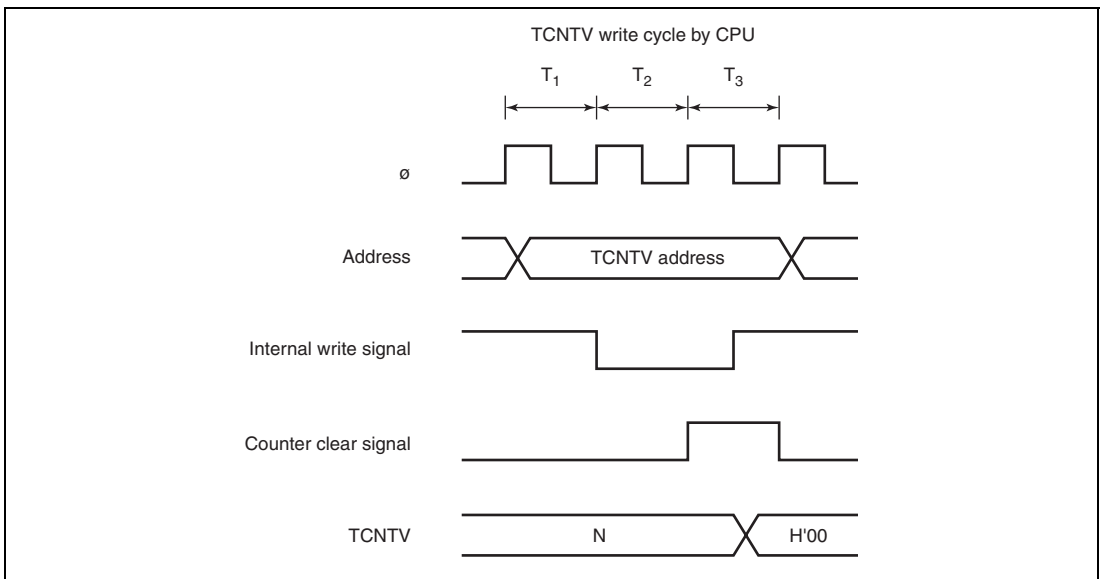 TCNTV write cycle by CPU
T1 T2 T3
ø
Address TCNTV address
Internal write signal
Counter clear signal
TCNTV N H'00